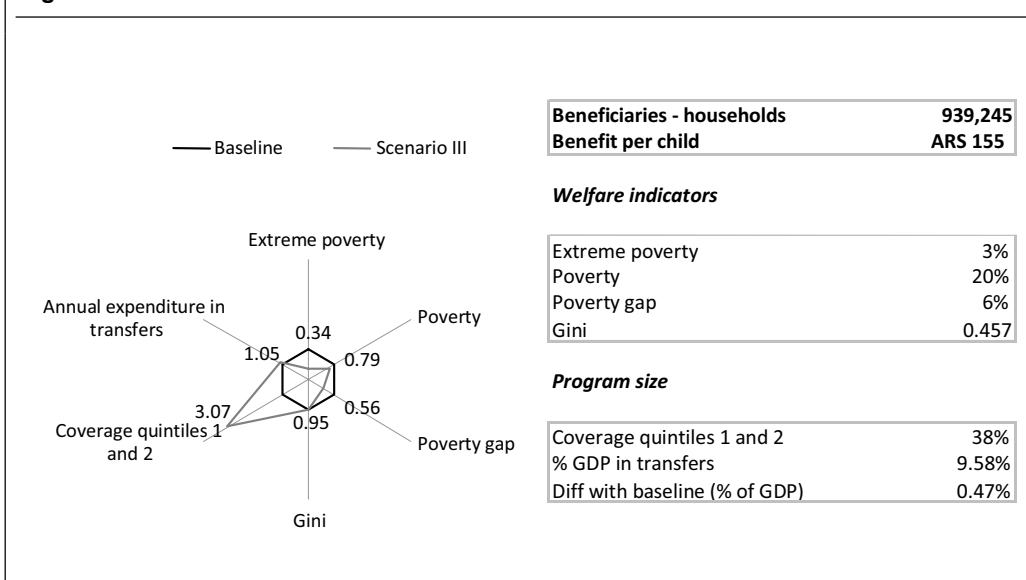 Baseline
Scenario III
Extreme poverty
Annual expenditure in
transfers
Poverty
0.34
1.05
0.79
3.07
0.56
0.95
Coverage quintiles 1
and 2
Poverty gap
Gini
Beneficiaries - households 939,245
Benefit per child ARS 155
Welfare indicators
Extreme poverty 3%
Poverty 20%
Poverty gap 6%
Gini 0.457
Program size
Coverage quintiles 1 and 2 38%
% GDP in transfers 9.58%
Diff with baseline (% of GDP) 0.47%